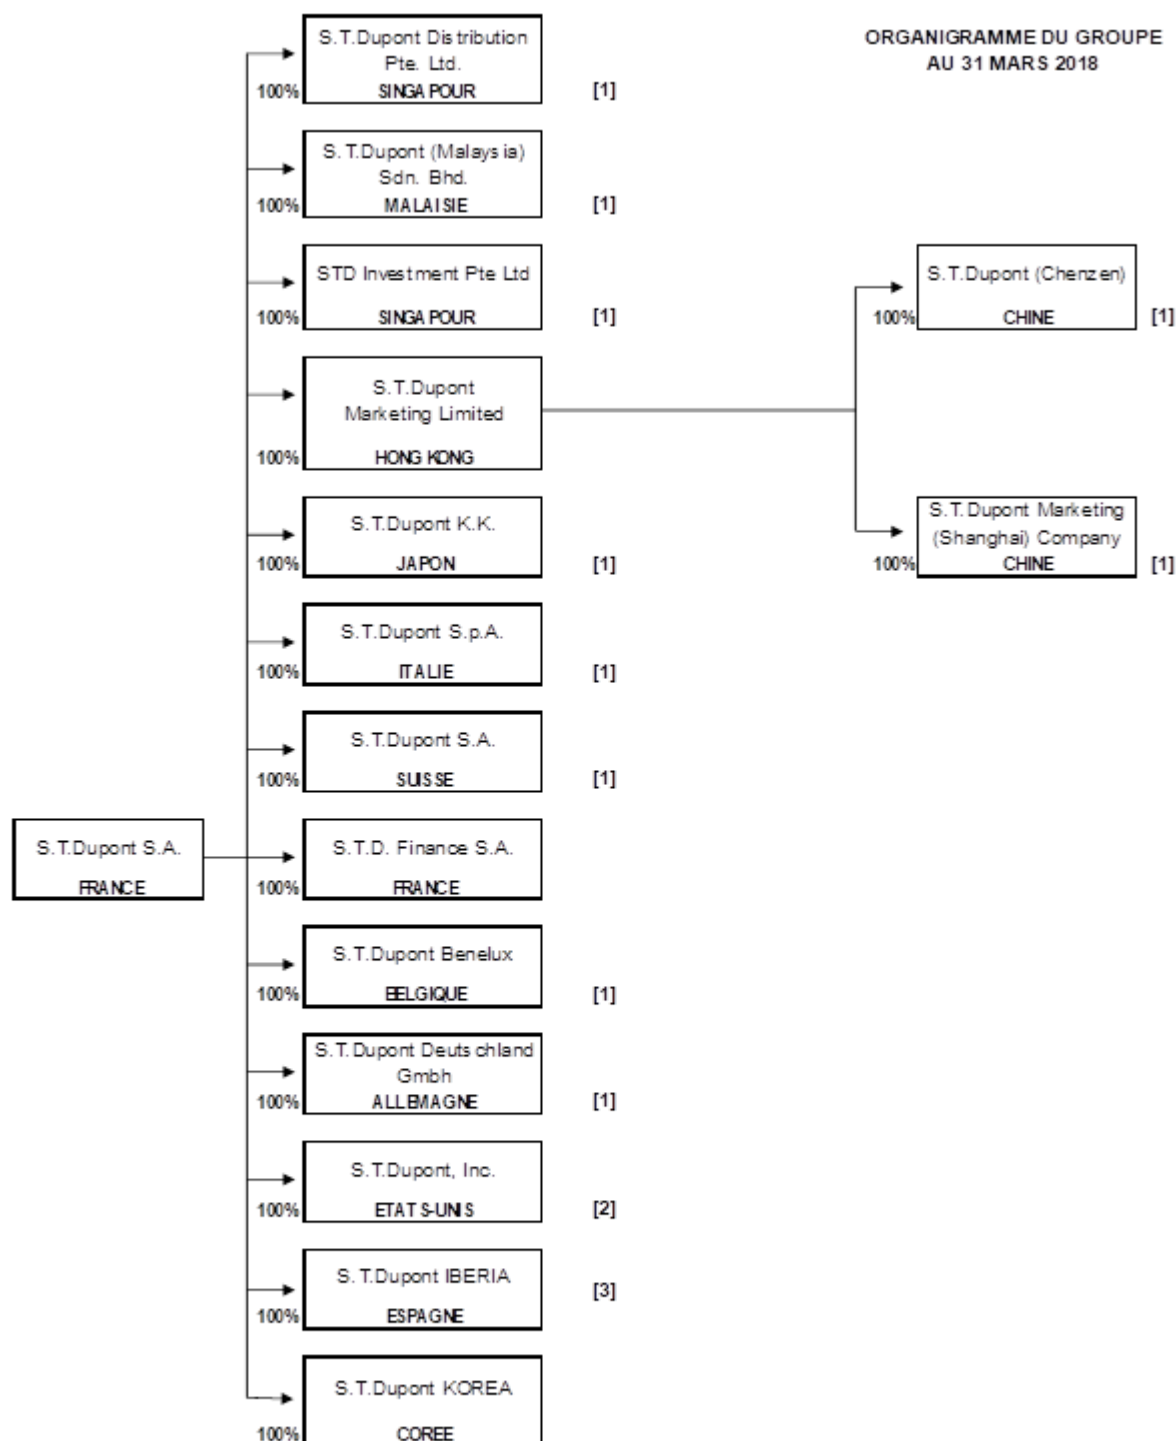 ORGANIGRAMME DU GROUPE
AU 31 MARS 2018
S.T.Dupont Distribution
Pte. Ltd.
100% SINGAPOUR [1]
S.T.Dupont (Malaysia)
Sdn. Bhd.
100% MALAISIE [1]
STD Investment Pte Ltd
100% SINGAPOUR [1]
S.T.Dupont (Chenzen)
100% CHINE [1]
S.T.Dupont
Marketing Limited
100% HONG KONG
S.T.Dupont Marketing
(Shanghai) Company
100% CHINE [1]
S.T.Dupont K.K.
100% JAPON [1]
S.T.Dupont S.p.A.
100% ITALIE [1]
S.T.Dupont S.A.
100% SUISSE [1]
S.T.Dupont S.A.
FRANCE
S.T.D. Finance S.A.
100% FRANCE
S.T.Dupont Benelux
100% BELGIQUE [1]
S.T.Dupont Deutschland
Gmbh
100% ALLEMAGNE [1]
S.T.Dupont, Inc.
100% ETATS-UNIS [2]
S.T.Dupont IBERIA
[3]
100% ESPAGNE
S.T.Dupont KOREA
100% COREE